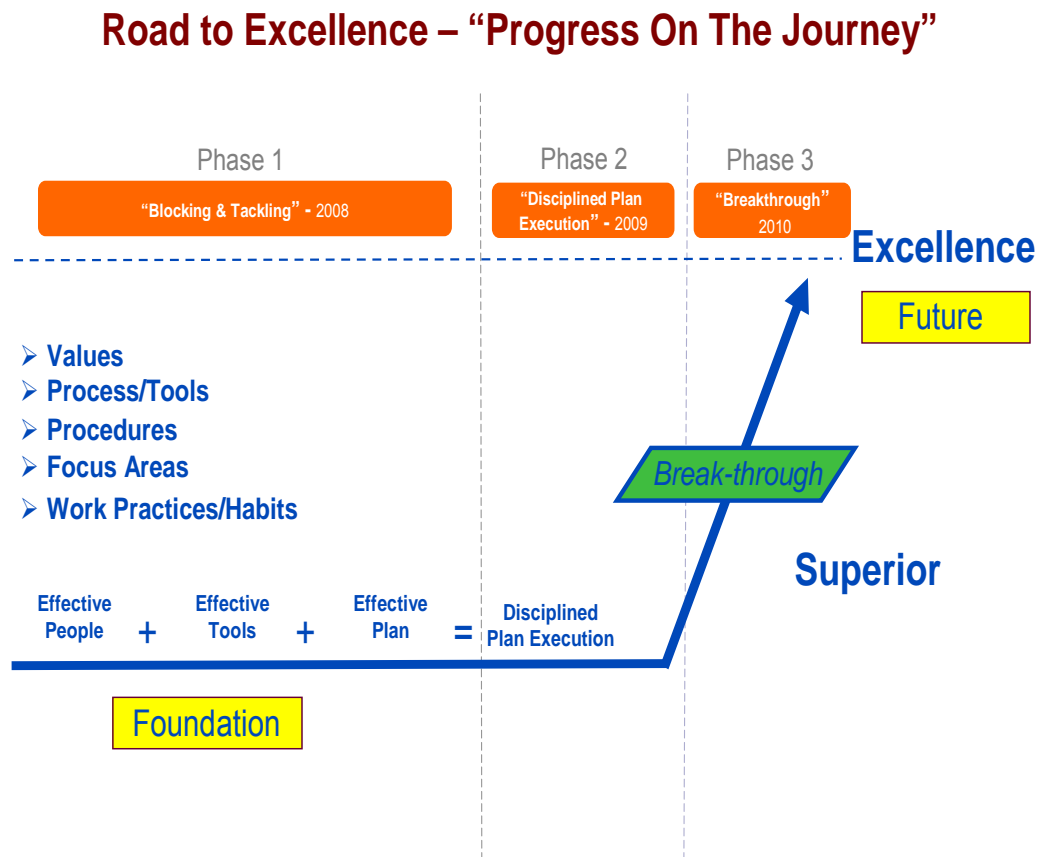 Road to Excellence – “Progress On The Journey”
Phase 1
Phase 2
Phase 3
“Blocking & Tackling” - 2008
“Disciplined Plan
Execution” - 2009
“Breakthrough”
2010
Excellence
Future
➢ Values
➢ Process/Tools
➢ Procedures
➢ Focus Areas
➢ Work Practices/Habits
Break-through
Superior
Effective
People
+
Effective
Tools
+
Effective
Plan
=
Disciplined
Plan Execution
Foundation